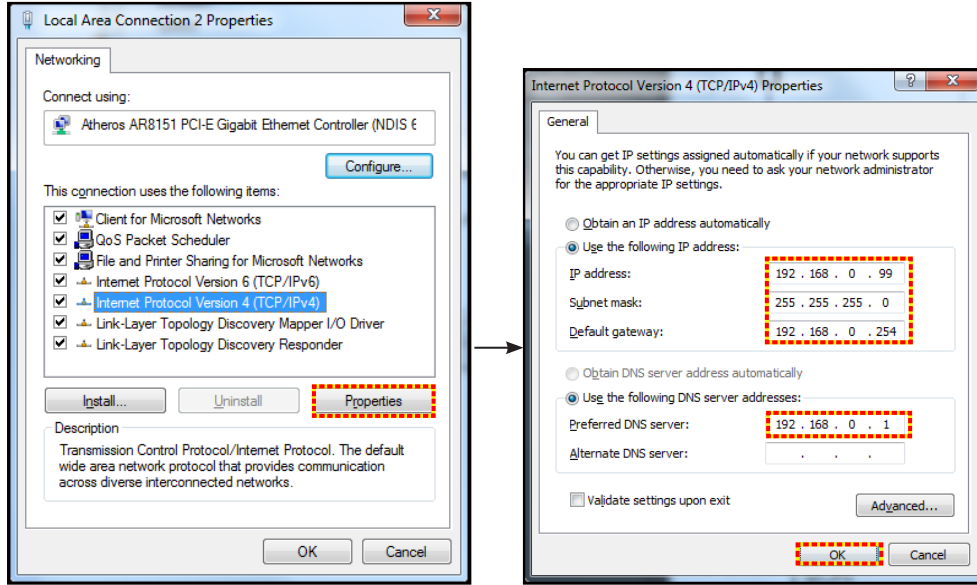 Local Area Connection 2 Properties
Networking
Connect using:
Atheros AR8151 PCI-E Gigabit Ethernet Controller (NDIS 6
Configure...
This connection uses the following items:
Client for Microsoft Networks
QoS Packet Scheduler
File and Printer Sharing for Microsoft Networks
Internet Protocol Version 6 (TCP/IPv6)
Internet Protocol Version 4 (TCP/IPv4)
Link-Layer Topology Discovery Mapper I/O Driver
Link-Layer Topology Discovery Responder
Install... Uninstall Properties
Description
Transmission Control Protocol/Internet Protocol. The default
wide area network protocol that provides communication
across diverse interconnected networks.
OK Cancel
Internet Protocol Version 4 (TCP/IPv4) Properties
General
You can get IP settings assigned automatically if your network supports
this capability. Otherwise, you need to ask your network administrator
for the appropriate IP settings.
Obtain an IP address automatically
Use the following IP address:
IP address: 192 . 168 . 0 . 99
Subnet mask: 255 . 255 . 255 . 0
Default gateway: 192 . 168 . 0 . 254
Obtain DNS server address automatically
Use the following DNS server addresses:
Preferred DNS server: 192 . 168 . 0 . 1
Alternate DNS server: . . .
Validate settings upon exit
Advanced...
OK Cancel